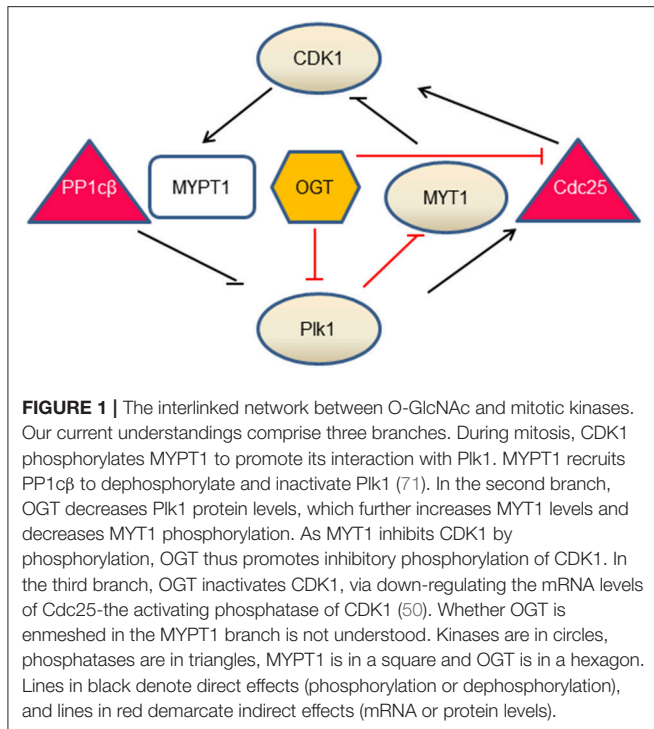 CDK1
PP1cβ
MYPT1
OGT
MYT1
Cdc25
Plk1
FIGURE 1 | The interlinked network between O-GlcNAc and mitotic kinases.
Our current understandings comprise three branches. During mitosis, CDK1
phosphorylates MYPT1 to promote its interaction with Plk1. MYPT1 recruits
PP1cβ to dephosphorylate and inactivate Plk1 (71). In the second branch,
OGT decreases Plk1 protein levels, which further increases MYT1 levels and
decreases MYT1 phosphorylation. As MYT1 inhibits CDK1 by
phosphorylation, OGT thus promotes inhibitory phosphorylation of CDK1. In
the third branch, OGT inactivates CDK1, via down-regulating the mRNA levels
of Cdc25-the activating phosphatase of CDK1 (50). Whether OGT is
enmeshed in the MYPT1 branch is not understood. Kinases are in circles,
phosphatases are in triangles, MYPT1 is in a square and OGT is in a hexagon.
Lines in black denote direct effects (phosphorylation or dephosphorylation),
and lines in red demarcate indirect effects (mRNA or protein levels).